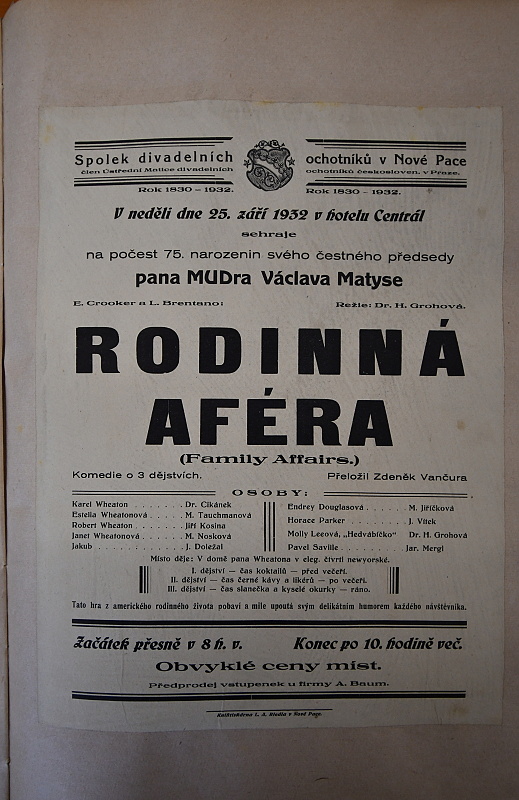 Spolek divadelních ochotníků v Nové Pace
člen Ústřední Matice divadelních ochotníků českosloven. v Praze.
Rok 1830 - 1932. Rok 1830 - 1932.
V neděli dne 25. září 1932 v hotelu Centrál
sehraje
na počest 75. narozenin svého čestného předsedy
pana MUDra Václava Matyse
E. Crooker a L. Brentano: Režie: Dr. H. Grohová.
RODINNÁ
AFÉRA
(Family Affairs.)
Komedie o 3 dějstvích. Přeložil Zdeněk Vančura
OSOBY:
Karel Wheaton . . . . . . . Dr. Cikánek
Estella Wheatonová . . . . . M. Tauchmanová
Robert Wheaton . . . . . . Jiří Kosina
Janet Wheatonová . . . . . M. Nosková
Jakub . . . . . . . . . . . J. Doležal
Endrey Douglasová . . . . . . M. Jiřičková
Horace Parker . . . . . . . J. Vítek
Molly Leeová, „Hedvábíčko" Dr. H. Grohová
Pavel Saville . . . . . . . . Jar. Mergl
Místo děje: V domě pana Wheatona v eleg. čtvrti newyorské.
I. dějství — čas koktailů — před večeří.
II. dějství — čas černé kávy a likérů — po večeři.
III. dějství — čas slanečka a kyselé okurky — ráno.
Tato hra z amerického rodinného života pobaví a mile upoutá svým delikátním humorem každého návštěvníka.
Začátek přesně v 8 h. v. Konec po 10. hodině več.
Obvyklé ceny míst.
Předprodej vstupenek u firmy A. Baum.
Knihtiskárna L. A. Riedla v Nové Pace.